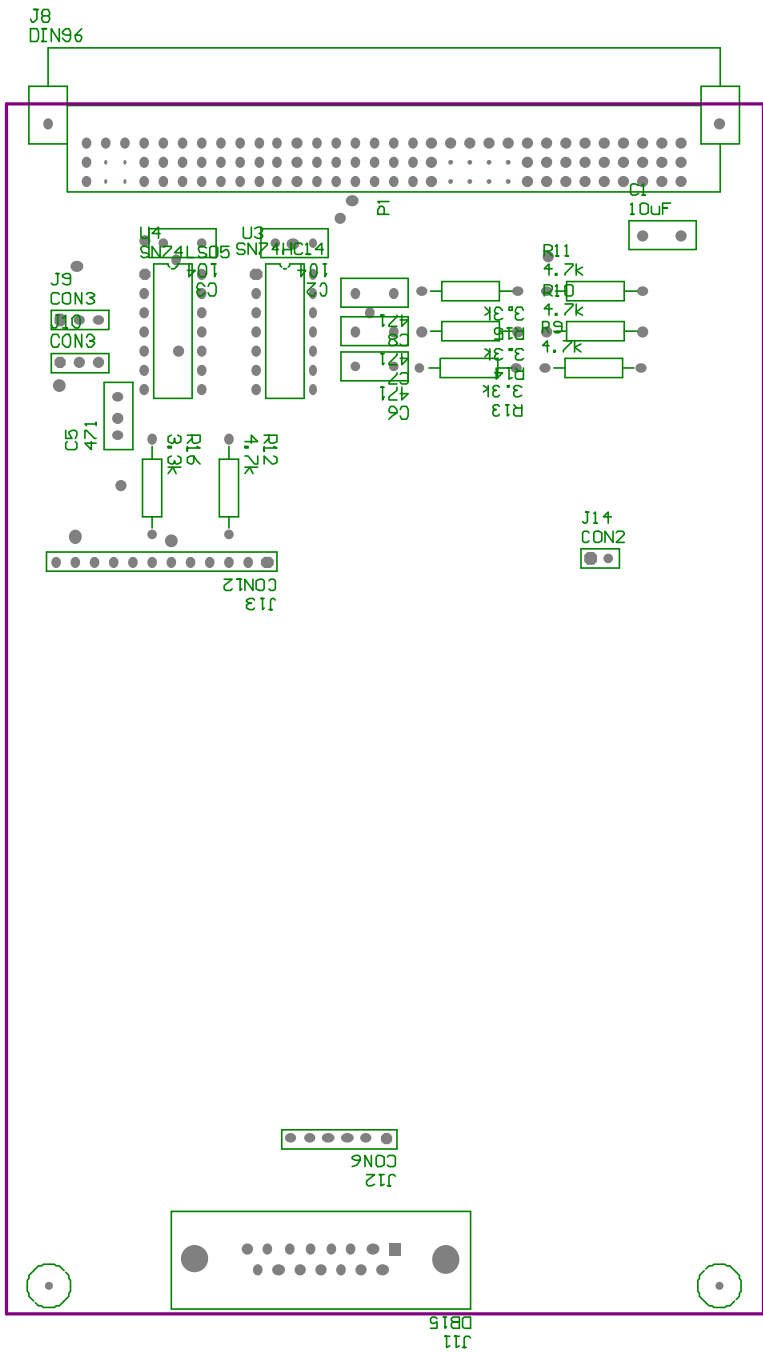 J8
DIN96
P1
C1
10uF
U4
SN74LS05
U3
SN74HC14
R11
4.7k
104
C3
104
C2
J9
CON3
R10
4.7k
J10
CON3
471
C8
3.3k
R15
R9
4.7k
471
C7
3.3k
R14
471
C6
3.3k
R13
C5
471
R16
3.3k
R12
4.7k
J14
CON2
CON12
J13
CON6
J12
DB15
J11